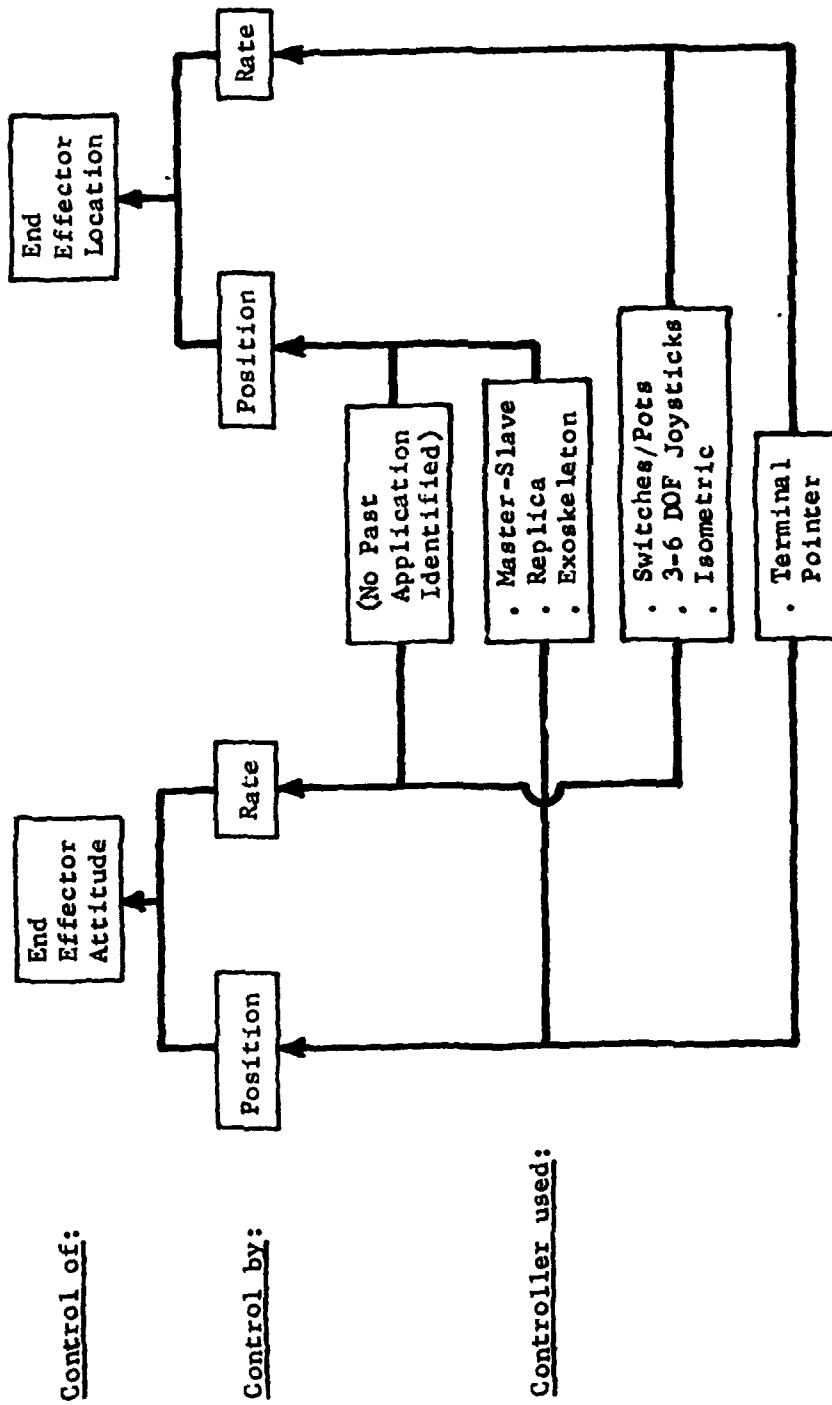 Control of:
End
Effector
Attitude
End
Effector
Location
Control by:
Position
Rate
Position
Rate
Controller used:
(No Past
Application
Identified)
• Master-Slave
• Replica
• Exoskeleton
• Switches/Pots
• 3-6 DOF Joysticks
• Isometric
• Terminal
Pointer